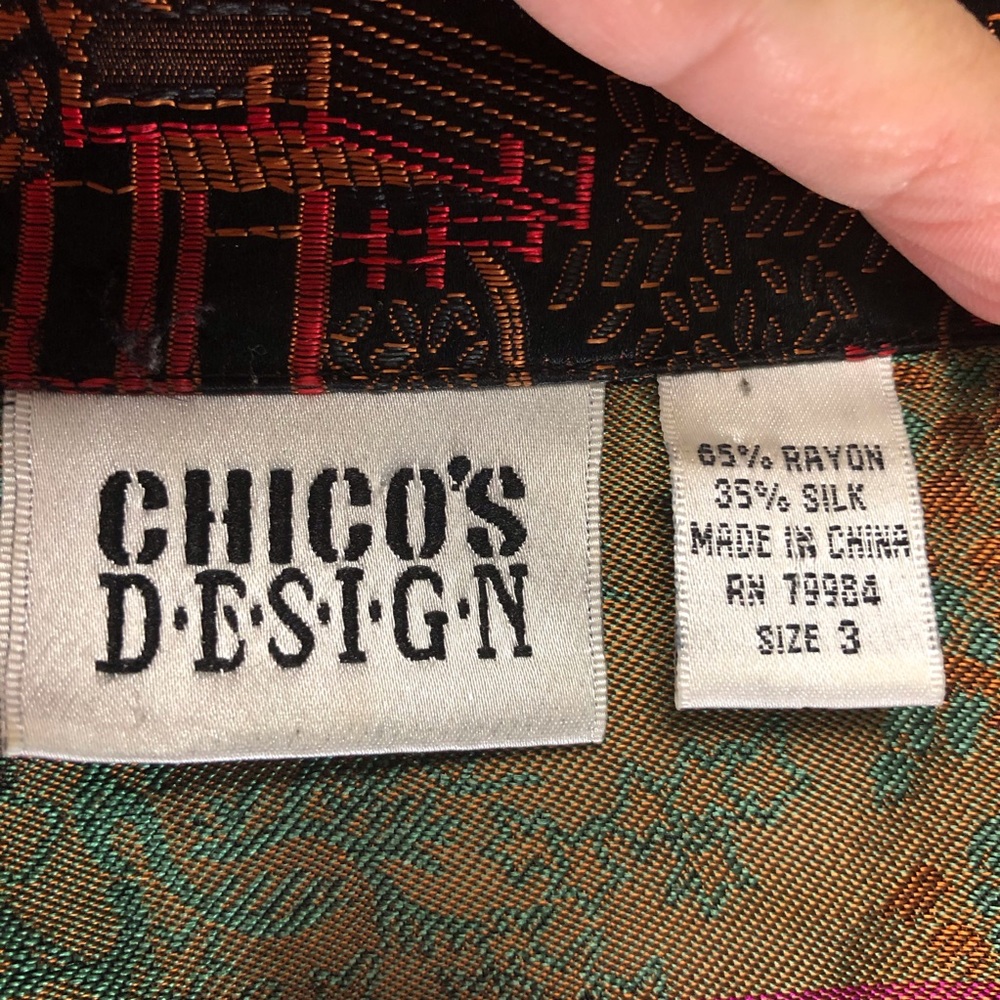 CHICO'S
D·E·S·I·G·N
65% RAYON
35% SILK
MADE IN CHINA
RN 79984
SIZE 3